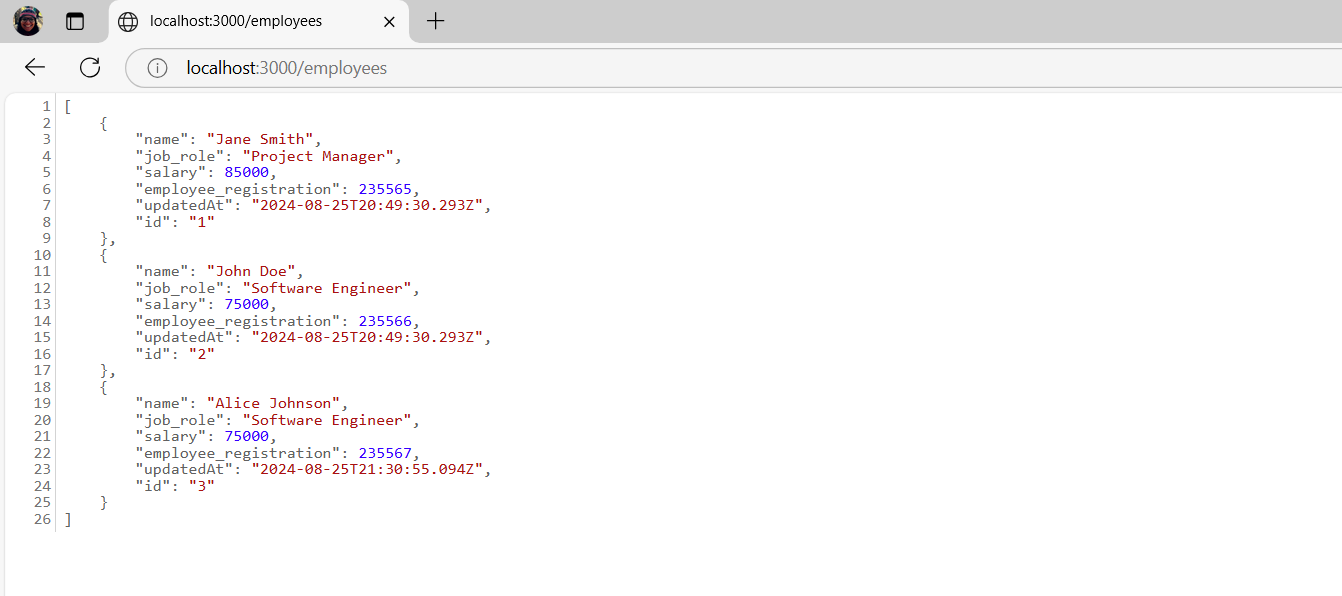 localhost:3000/employees
localhost:3000/employees
1 [
2     {
3         "name": "Jane Smith",
4         "job_role": "Project Manager",
5         "salary": 85000,
6         "employee_registration": 235565,
7         "updatedAt": "2024-08-25T20:49:30.293Z",
8         "id": "1"
9     },
10     {
11         "name": "John Doe",
12         "job_role": "Software Engineer",
13         "salary": 75000,
14         "employee_registration": 235566,
15         "updatedAt": "2024-08-25T20:49:30.293Z",
16         "id": "2"
17     },
18     {
19         "name": "Alice Johnson",
20         "job_role": "Software Engineer",
21         "salary": 75000,
22         "employee_registration": 235567,
23         "updatedAt": "2024-08-25T21:30:55.094Z",
24         "id": "3"
25     }
26 ]